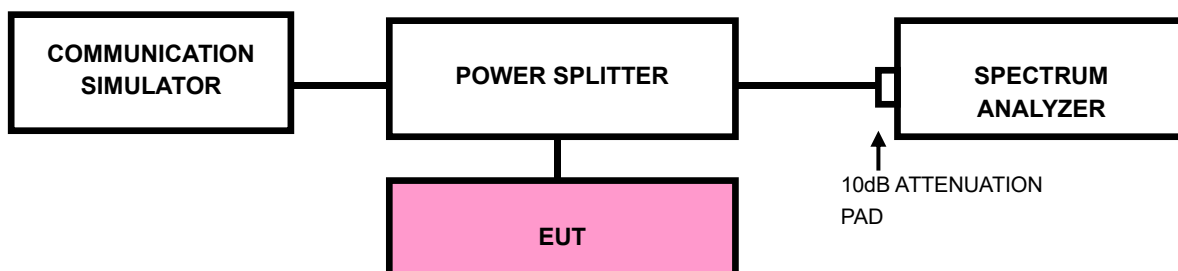 COMMUNICATION
SIMULATOR
POWER SPLITTER
SPECTRUM
ANALYZER
10dB ATTENUATION
PAD
EUT